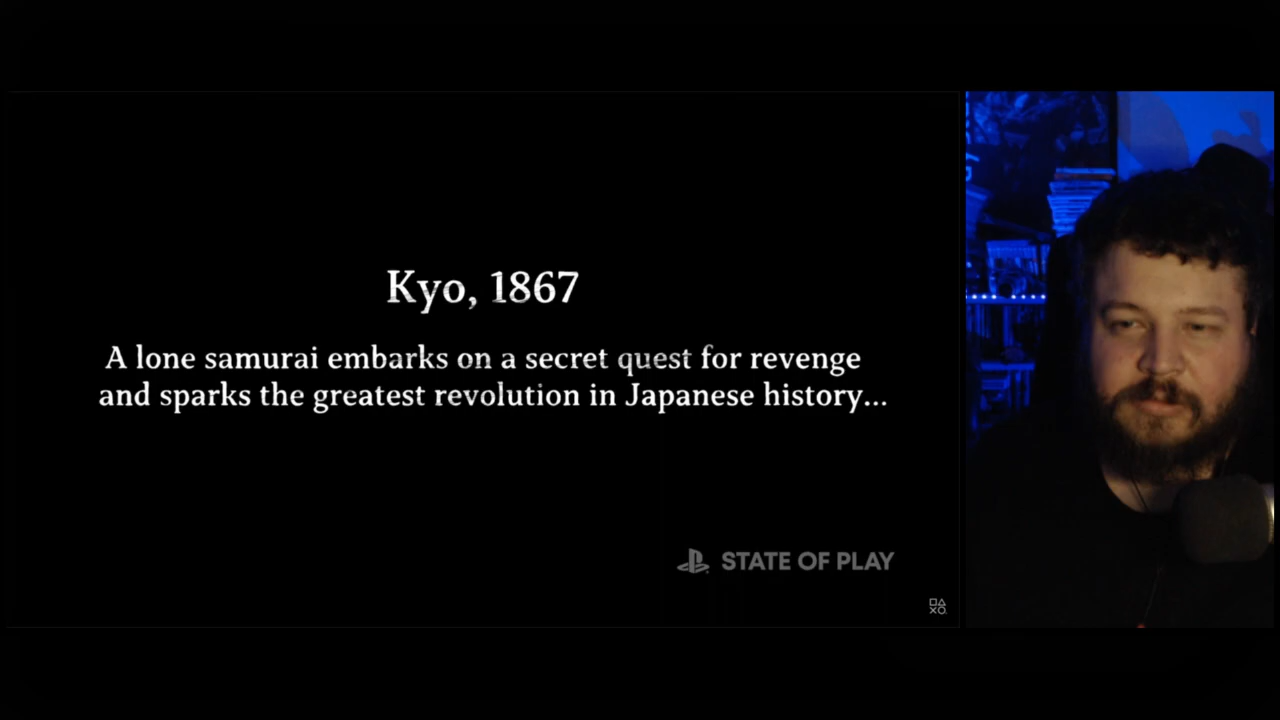 Kyo, 1867
A lone samurai embarks on a secret quest for revenge
and sparks the greatest revolution in Japanese history...
STATE OF PLAY